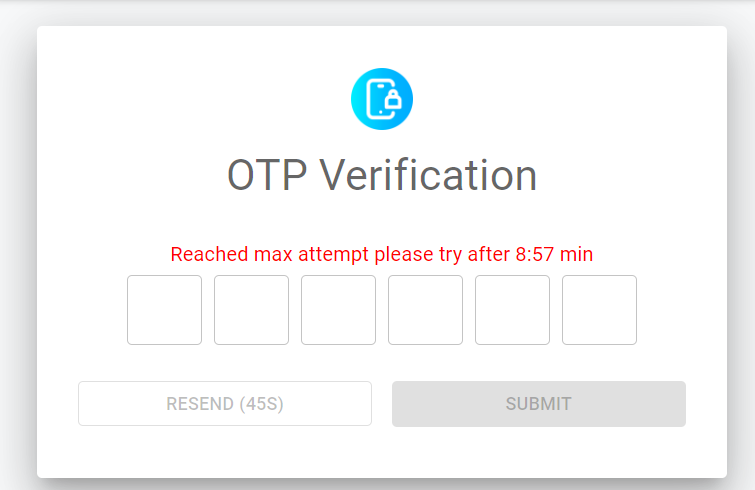 OTP Verification
Reached max attempt please try after 8:57 min
RESEND (45S)
SUBMIT